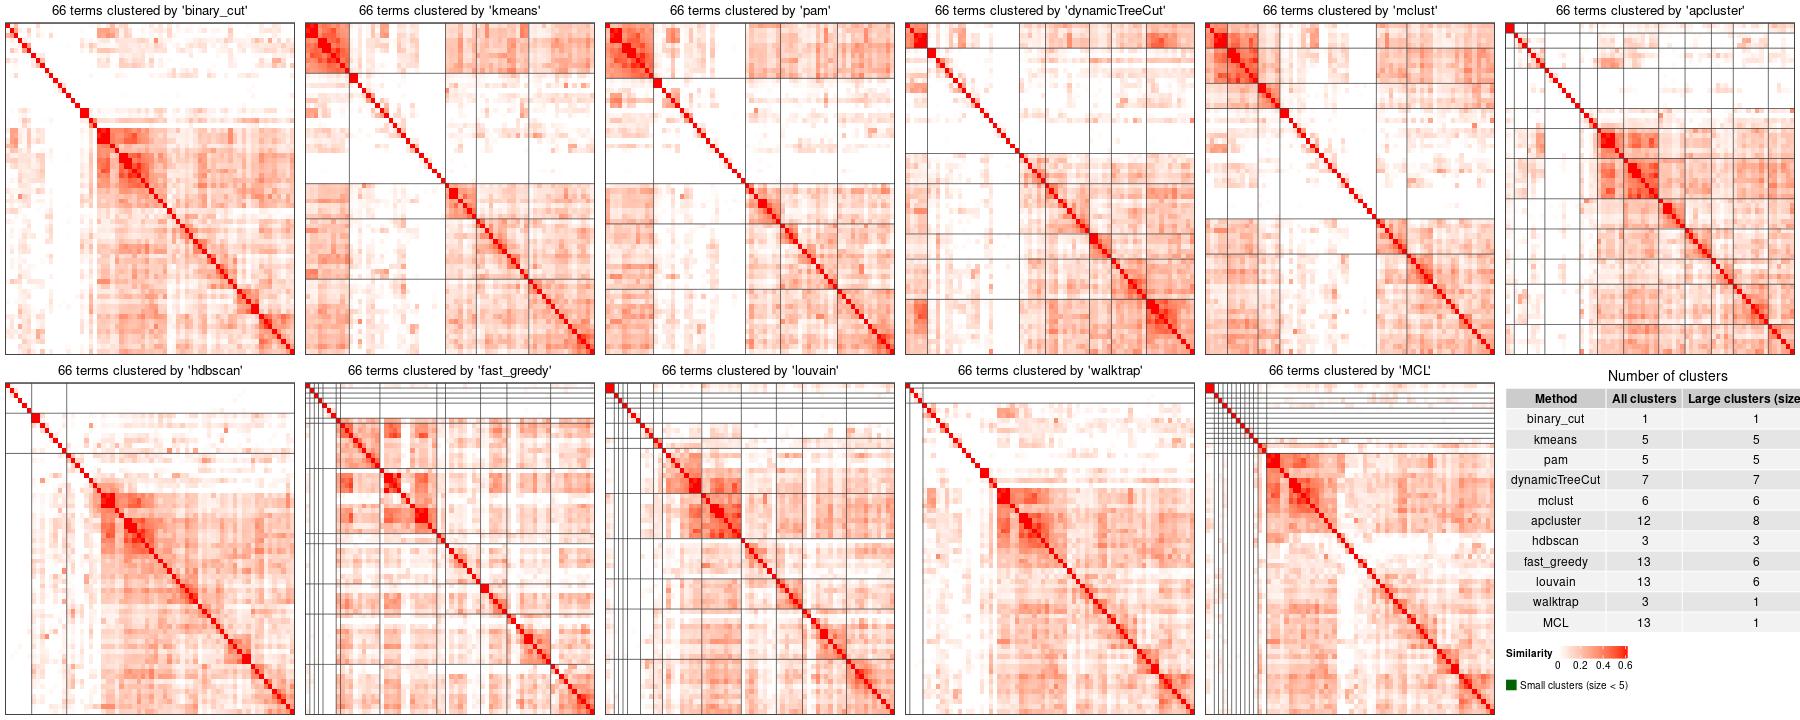 66 terms clustered by 'binary_cut'
66 terms clustered by 'kmeans'
66 terms clustered by 'pam'
66 terms clustered by 'dynamicTreeCut'
66 terms clustered by 'mclust'
66 terms clustered by 'apcluster'
66 terms clustered by 'hdbscan'
66 terms clustered by 'fast_greedy'
66 terms clustered by 'louvain'
66 terms clustered by 'walktrap'
66 terms clustered by 'MCL'
Number of clusters
Method All clusters Large clusters (size
binary_cut 1 1
kmeans 5 5
pam 5 5
dynamicTreeCut 7 7
mclust 6 6
apcluster 12 8
hdbscan 3 3
fast_greedy 13 6
louvain 13 6
walktrap 3 1
MCL 13 1
Similarity
0 0.2 0.4 0.6
Small clusters (size < 5)